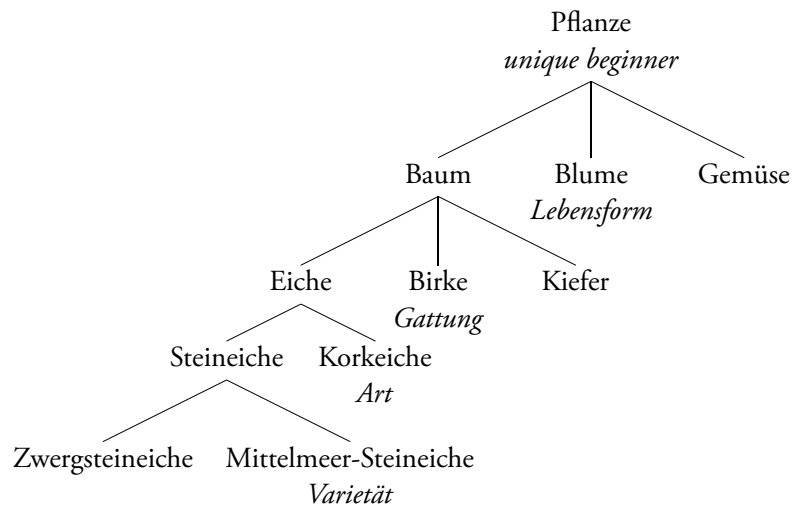 Pflanze
unique beginner
Baum Blume Gemüse
Lebensform
Eiche Birke Kiefer
Gattung
Steineiche Korkeiche
Art
Zwergsteineiche Mittelmeer-Steineiche
Varietät